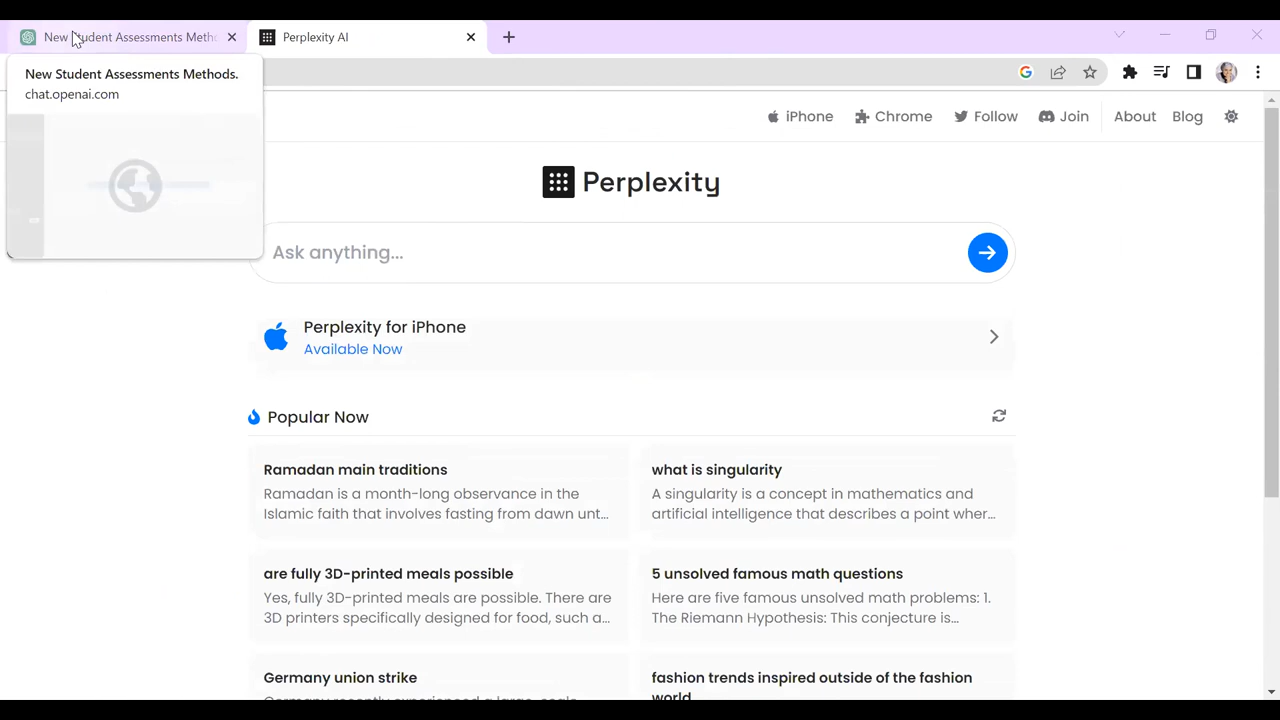 New Student Assessments Meth
Perplexity AI
New Student Assessments Methods.
chat.openai.com
iPhone
Chrome
Follow
Join
About
Blog
Perplexity
Ask anything...
Perplexity for iPhone
Available Now
Popular Now
Ramadan main traditions
Ramadan is a month-long observance in the
Islamic faith that involves fasting from dawn unt...
what is singularity
A singularity is a concept in mathematics and
artificial intelligence that describes a point wher...
are fully 3D-printed meals possible
Yes, fully 3D-printed meals are possible. There are
3D printers specifically designed for food, such a...
5 unsolved famous math questions
Here are five famous unsolved math problems: 1.
The Riemann Hypothesis: This conjecture is...
Germany union strike
Germany recently experienced a large-scale
fashion trends inspired outside of the fashion
world